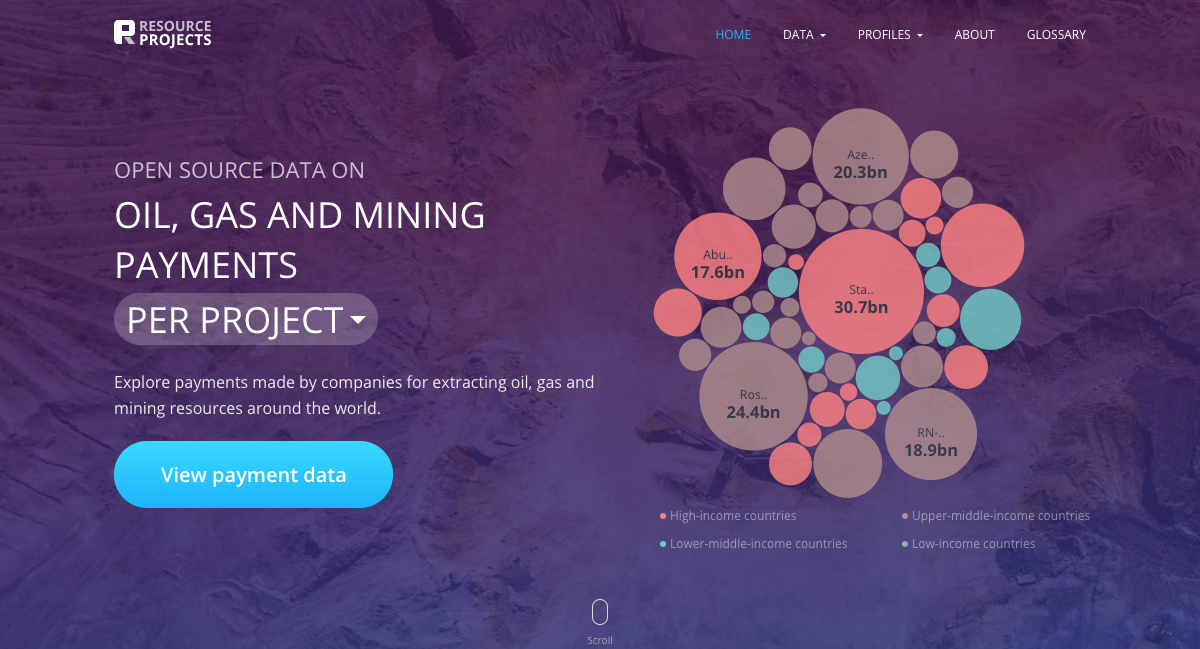 RESOURCE
PROJECTS
HOME
DATA
PROFILES
ABOUT
GLOSSARY
OPEN SOURCE DATA ON
OIL, GAS AND MINING
PAYMENTS
PER PROJECT
Explore payments made by companies for extracting oil, gas and
mining resources around the world.
View payment data
Aze..
20.3bn
Abu..
17.6bn
Sta..
30.7bn
Ros..
24.4bn
RN-..
18.9bn
High-income countries
Upper-middle-income countries
Lower-middle-income countries
Low-income countries
Scroll